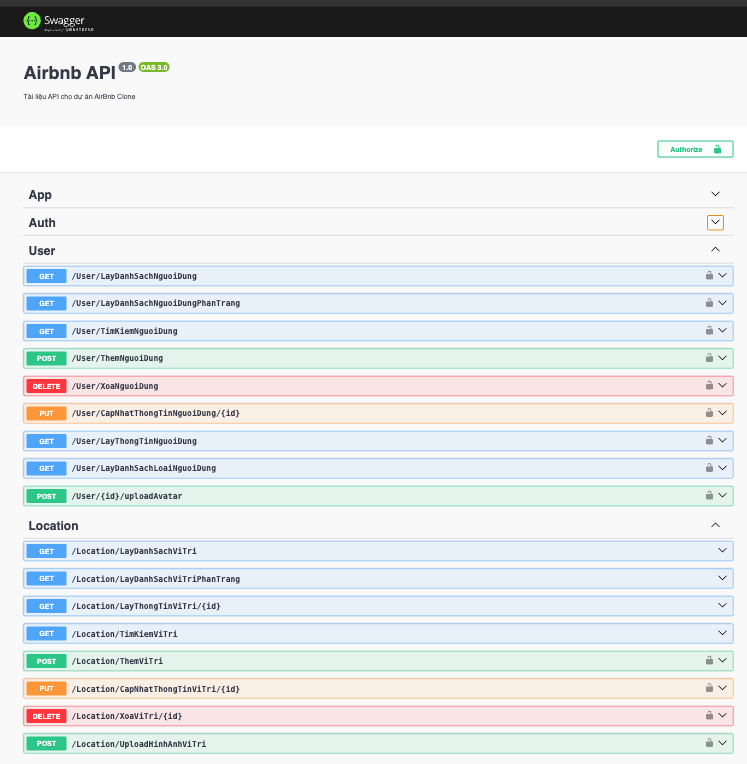 Swagger
Supported by SMARTBEAR
Airbnb API 1.0 OAS 3.0
Tài liệu API cho dự án AirBnb Clone
Authorize
App
Auth
User
GET /User/LayDanhSachNguoiDung
GET /User/LayDanhSachNguoiDungPhanTrang
GET /User/TimKiemNguoiDung
POST /User/ThemNguoiDung
DELETE /User/XoaNguoiDung
PUT /User/CapNhatThongTinNguoiDung/{id}
GET /User/LayThongTinNguoiDung
GET /User/LayDanhSachLoaiNguoiDung
POST /User/{id}/uploadAvatar
Location
GET /Location/LayDanhSachViTri
GET /Location/LayDanhSachViTriPhanTrang
GET /Location/LayThongTinViTri/{id}
GET /Location/TimKiemViTri
POST /Location/ThemViTri
PUT /Location/CapNhatThongTinViTri/{id}
DELETE /Location/XoaViTri/{id}
POST /Location/UploadHinhAnhViTri